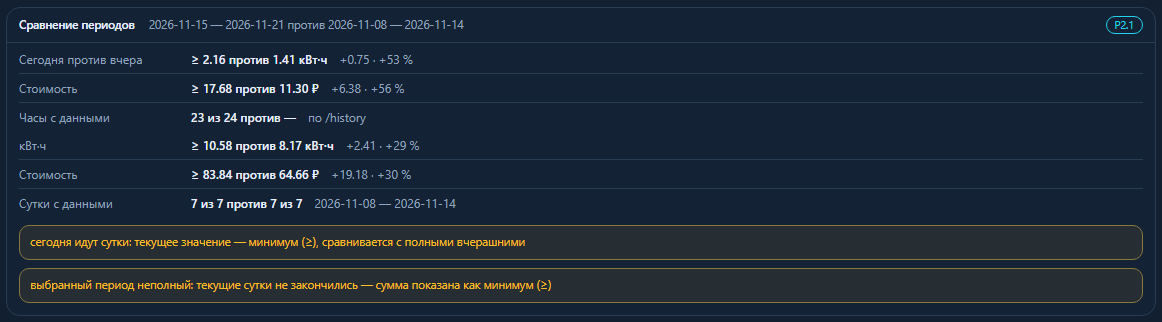 Сравнение периодов 2026-11-15 — 2026-11-21 против 2026-11-08 — 2026-11-14 P2.1
Сегодня против вчера ≥ 2.16 против 1.41 кВт·ч +0.75 · +53 %
Стоимость ≥ 17.68 против 11.30 ₽ +6.38 · +56 %
Часы с данными 23 из 24 против — по /history
кВт·ч ≥ 10.58 против 8.17 кВт·ч +2.41 · +29 %
Стоимость ≥ 83.84 против 64.66 ₽ +19.18 · +30 %
Сутки с данными 7 из 7 против 7 из 7 2026-11-08 — 2026-11-14
сегодня идут сутки: текущее значение — минимум (≥), сравнивается с полными вчерашними
выбранный период неполный: текущие сутки не закончились — сумма показана как минимум (≥)